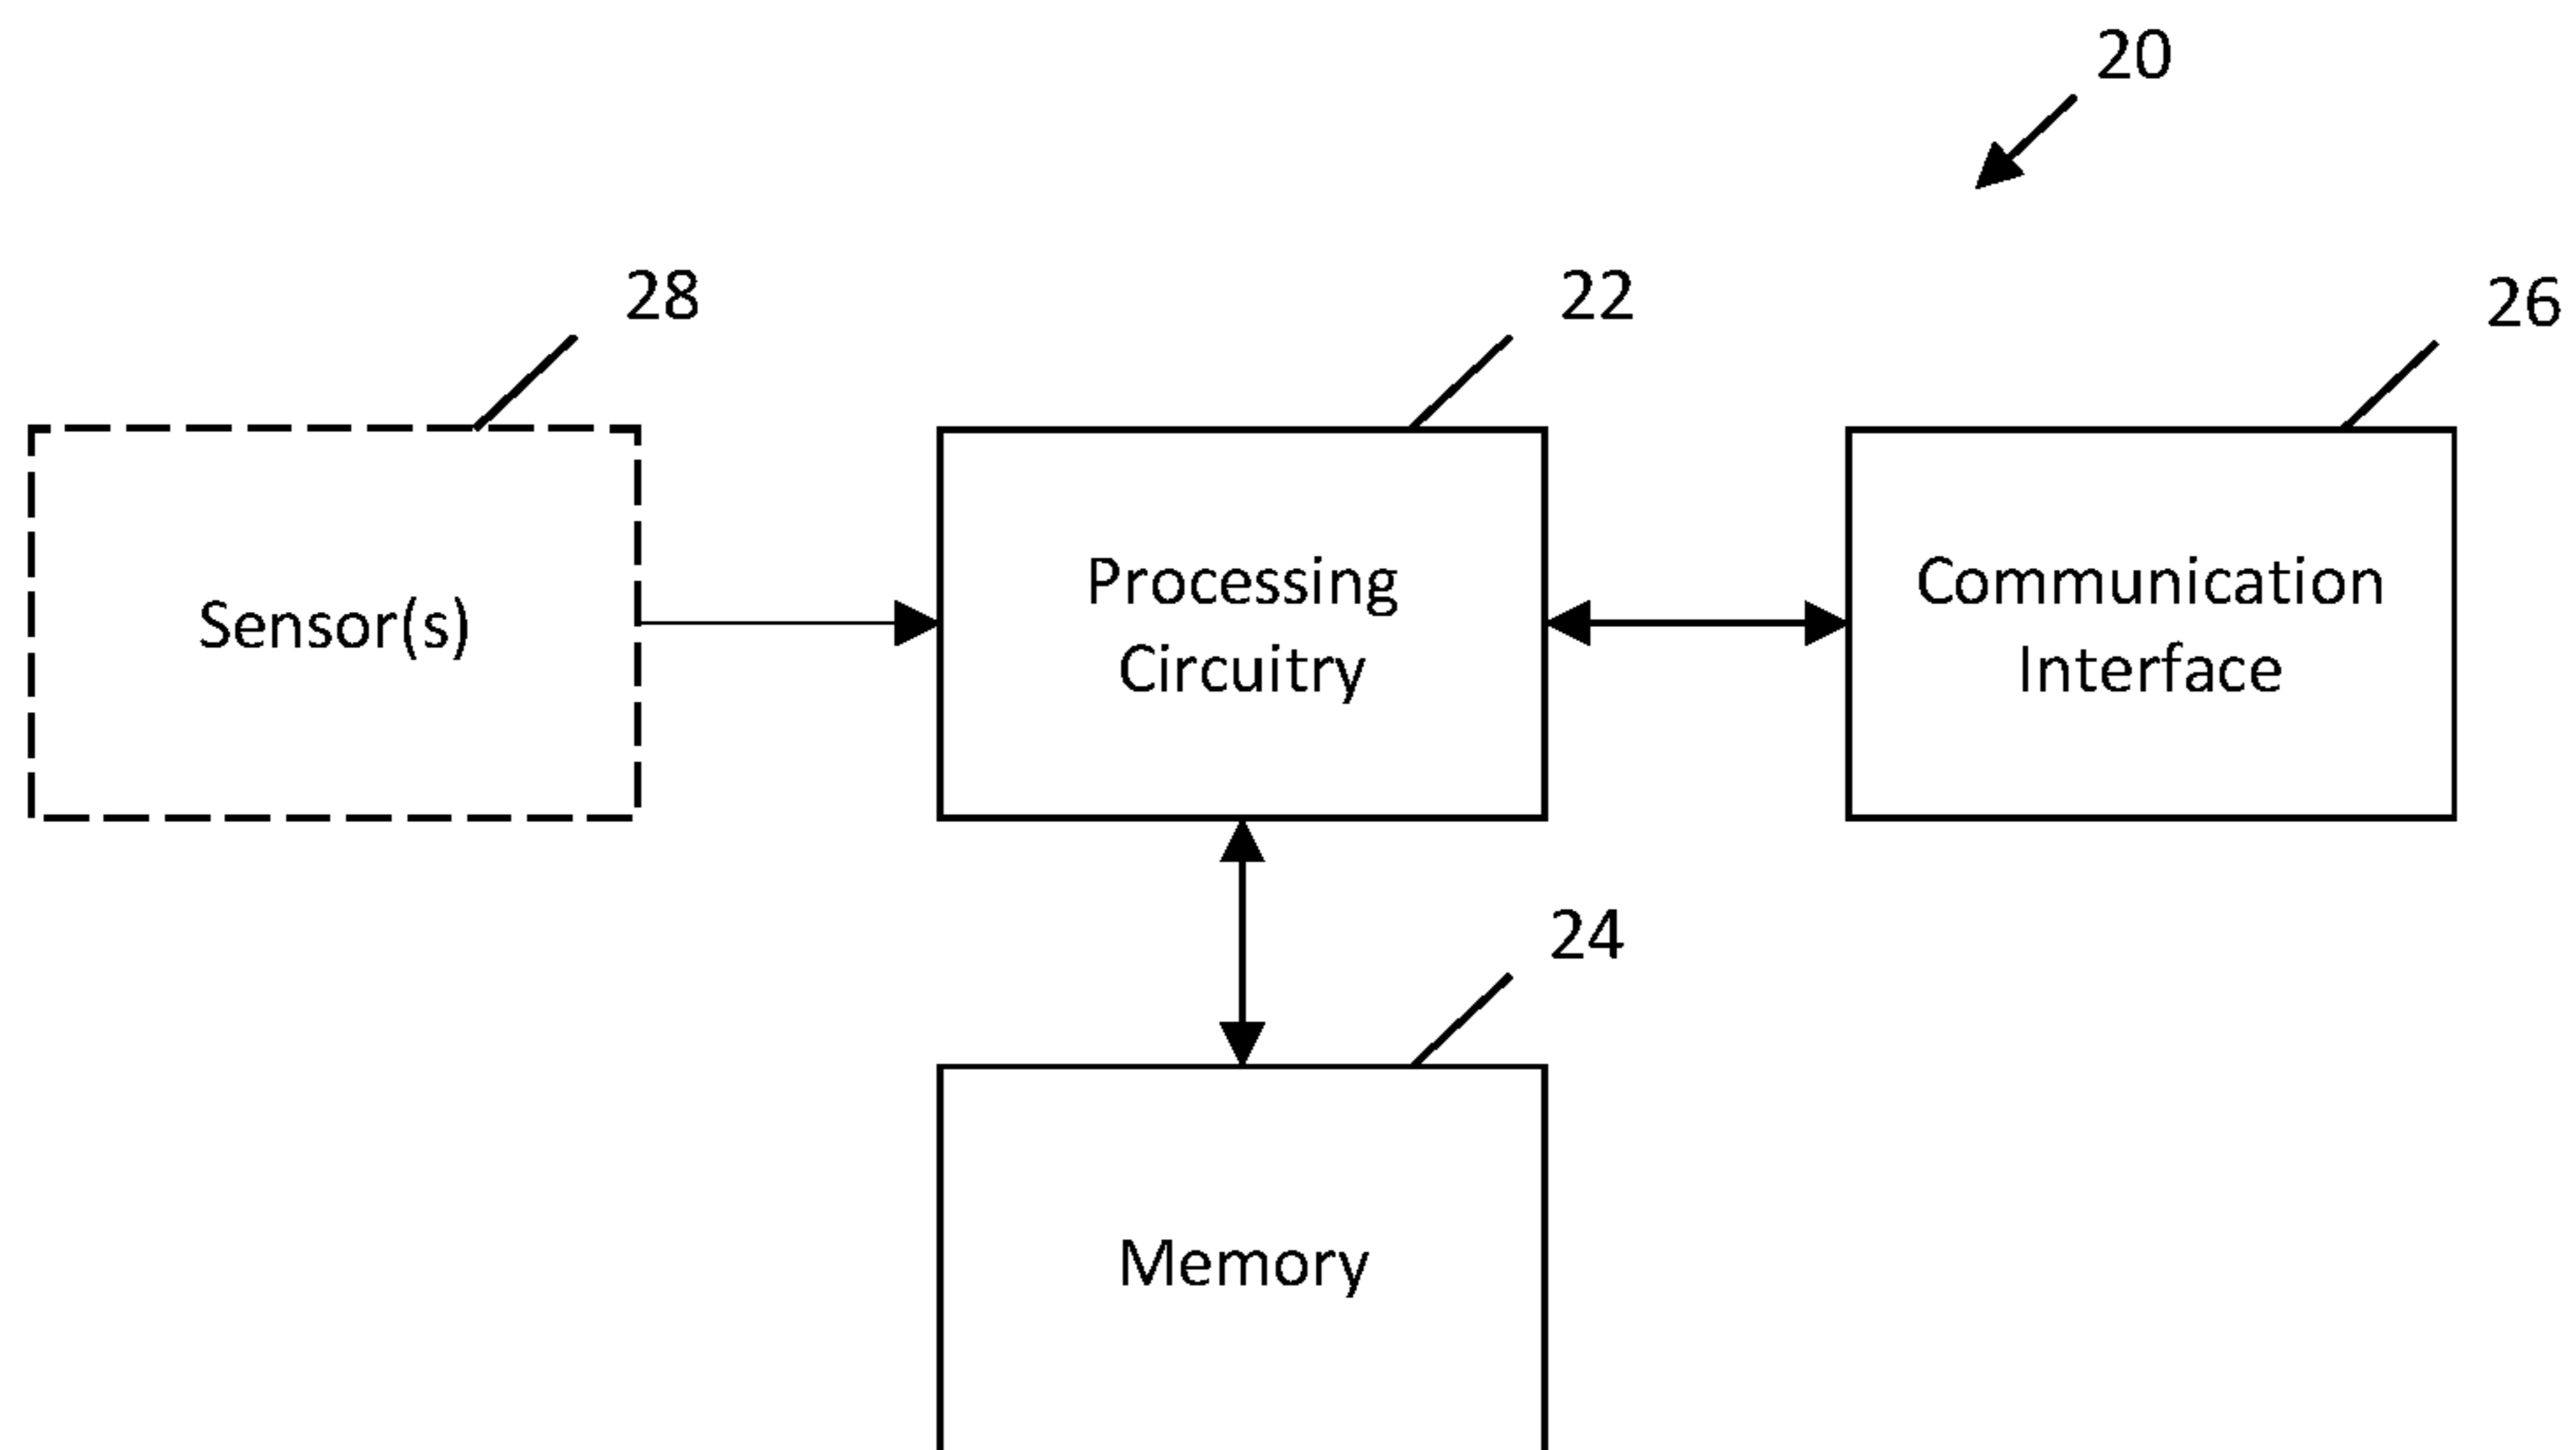 20
28
22
26
Sensor(s)
Processing
Circuitry
Communication
Interface
24
Memory